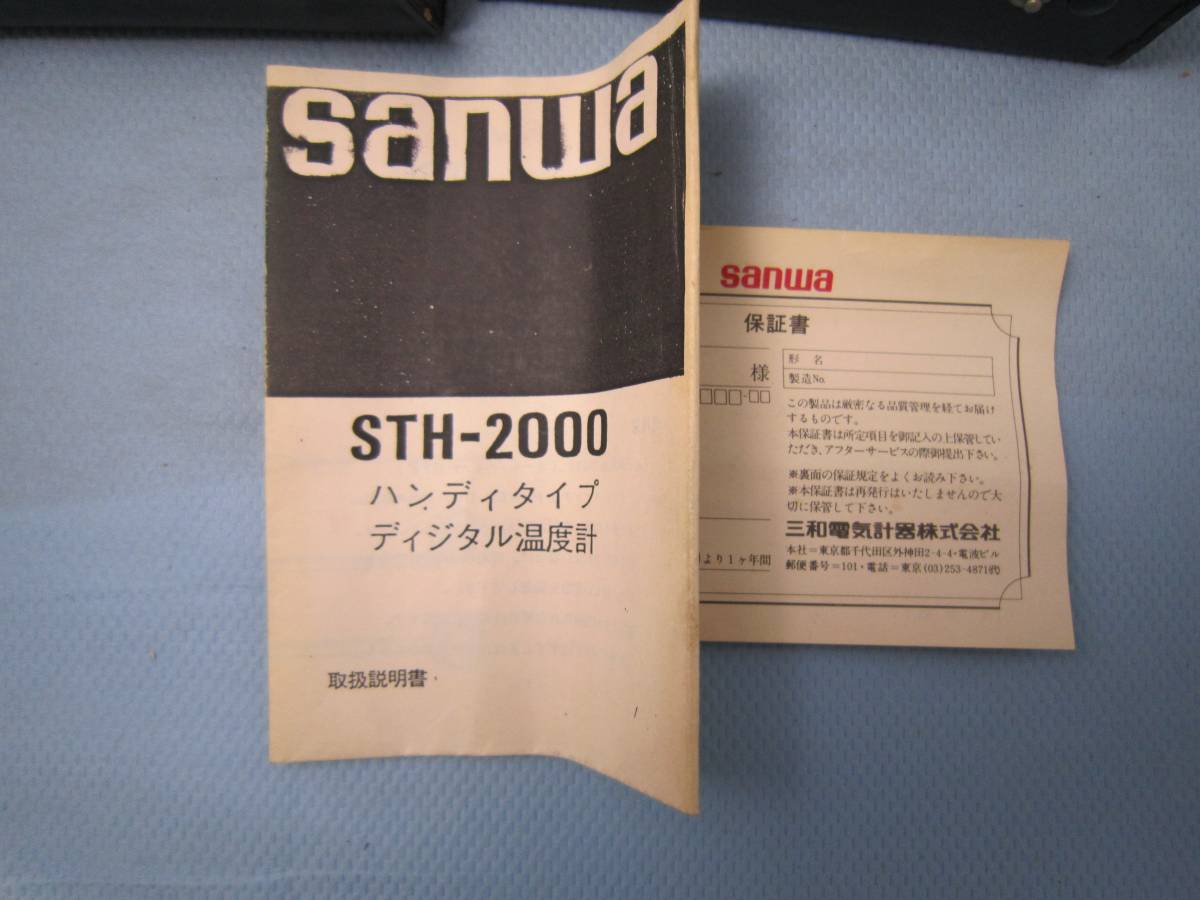 sanwa
STH-2000
ハンディタイプ
ディジタル温度計
取扱説明書
sanwa
保証書
様
形 名
製造No.
この製品は厳密なる品質管理を経てお届け
するものです。
本保証書は所定項目を御記入の上保管してい
ただき、アフターサービスの際御提出下さい。
※裏面の保証規定をよくお読み下さい。
※本保証書は再発行はいたしませんので大
切に保管して下さい。
三和電気計器株式会社
本社=東京都千代田区外神田2-4-4・電波ビル
郵便番号=101・電話=東京(03)253-4871㈹
より1ヶ年間